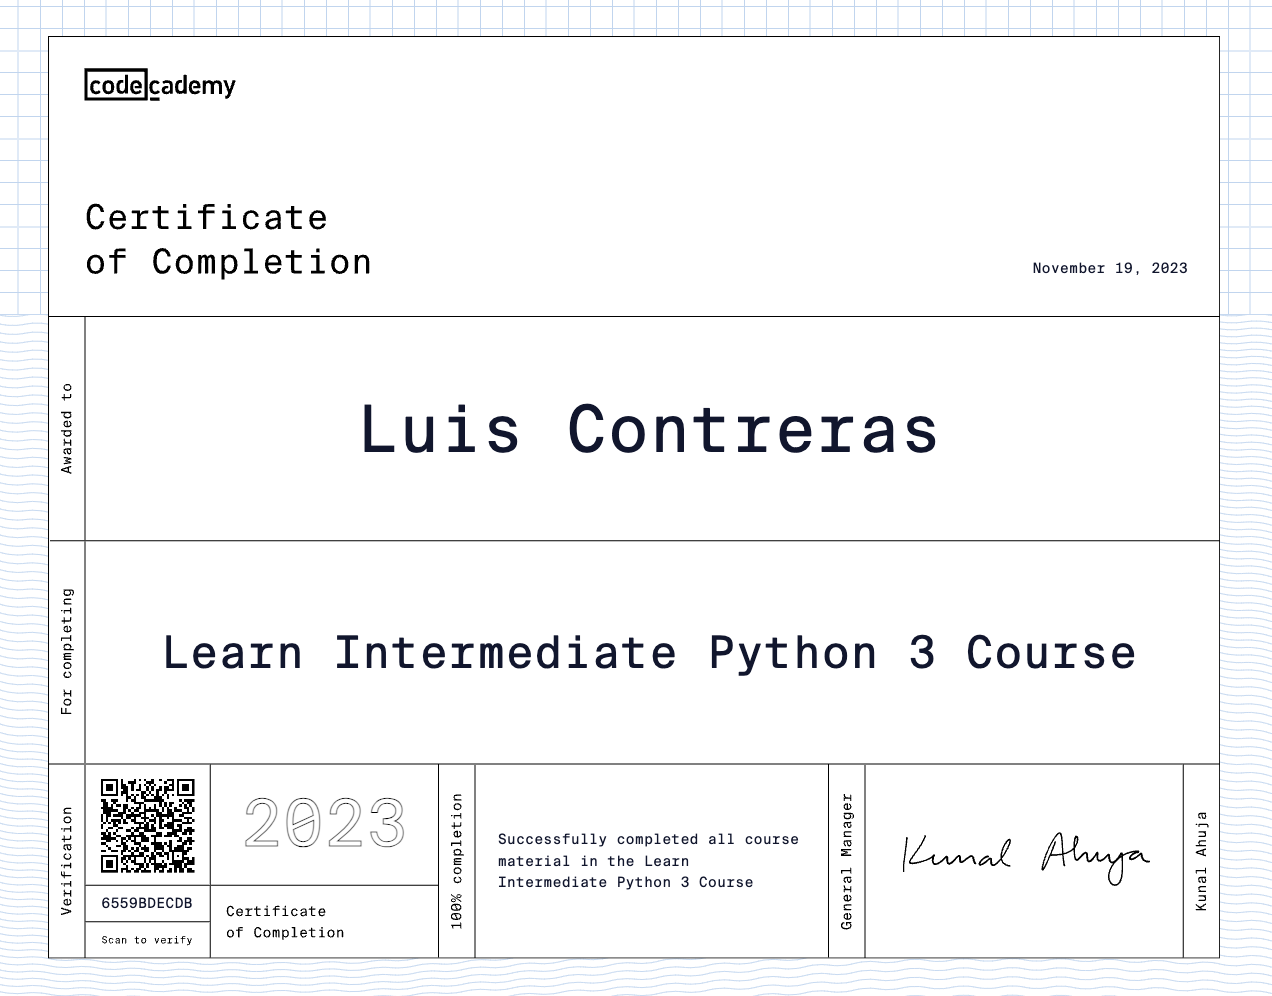 codecademy
Certificate
of Completion
November 19, 2023
Awarded to
Luis Contreras
For completing
Learn Intermediate Python 3 Course
Verification
6559BDECDB
Scan to verify
2023
Certificate
of Completion
100% completion
Successfully completed all course
material in the Learn
Intermediate Python 3 Course
General Manager
Kunal Ahuja
Kunal Ahuja